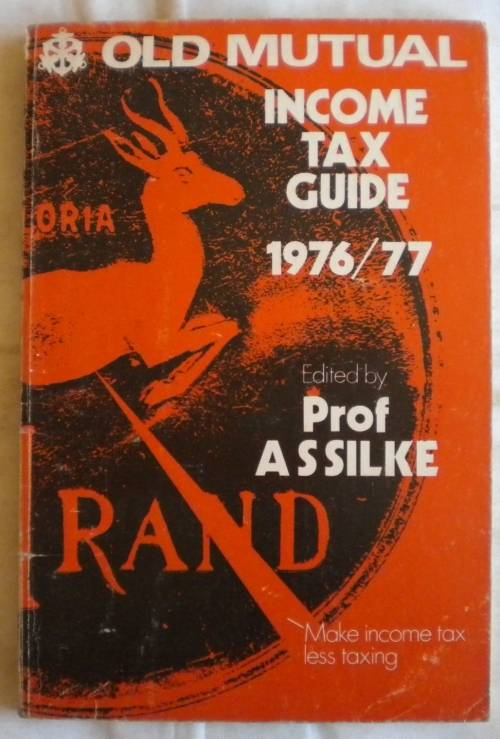 OLD MUTUAL
INCOME
TAX
GUIDE
1976/77
ORIA
Edited by
Prof
A S SILKE
RAND
Make income tax
less taxing